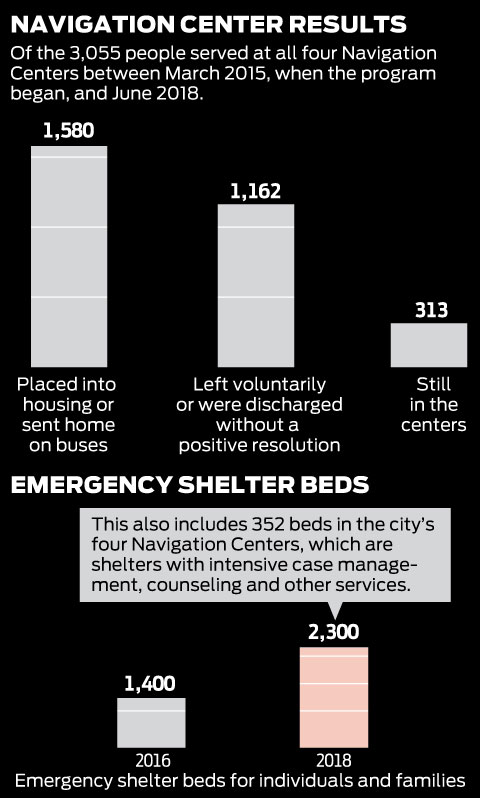 NAVIGATION CENTER RESULTS
Of the 3,055 people served at all four Navigation
Centers between March 2015, when the program
began, and June 2018.
1,580
1,162
313
Placed into
housing or
sent home
on buses
Left voluntarily
or were discharged
without a
positive resolution
Still
in the
centers
EMERGENCY SHELTER BEDS
This also includes 352 beds in the city’s
four Navigation Centers, which are
shelters with intensive case manage-
ment, counseling and other services.
2,300
1,400
2016
2018
Emergency shelter beds for individuals and families